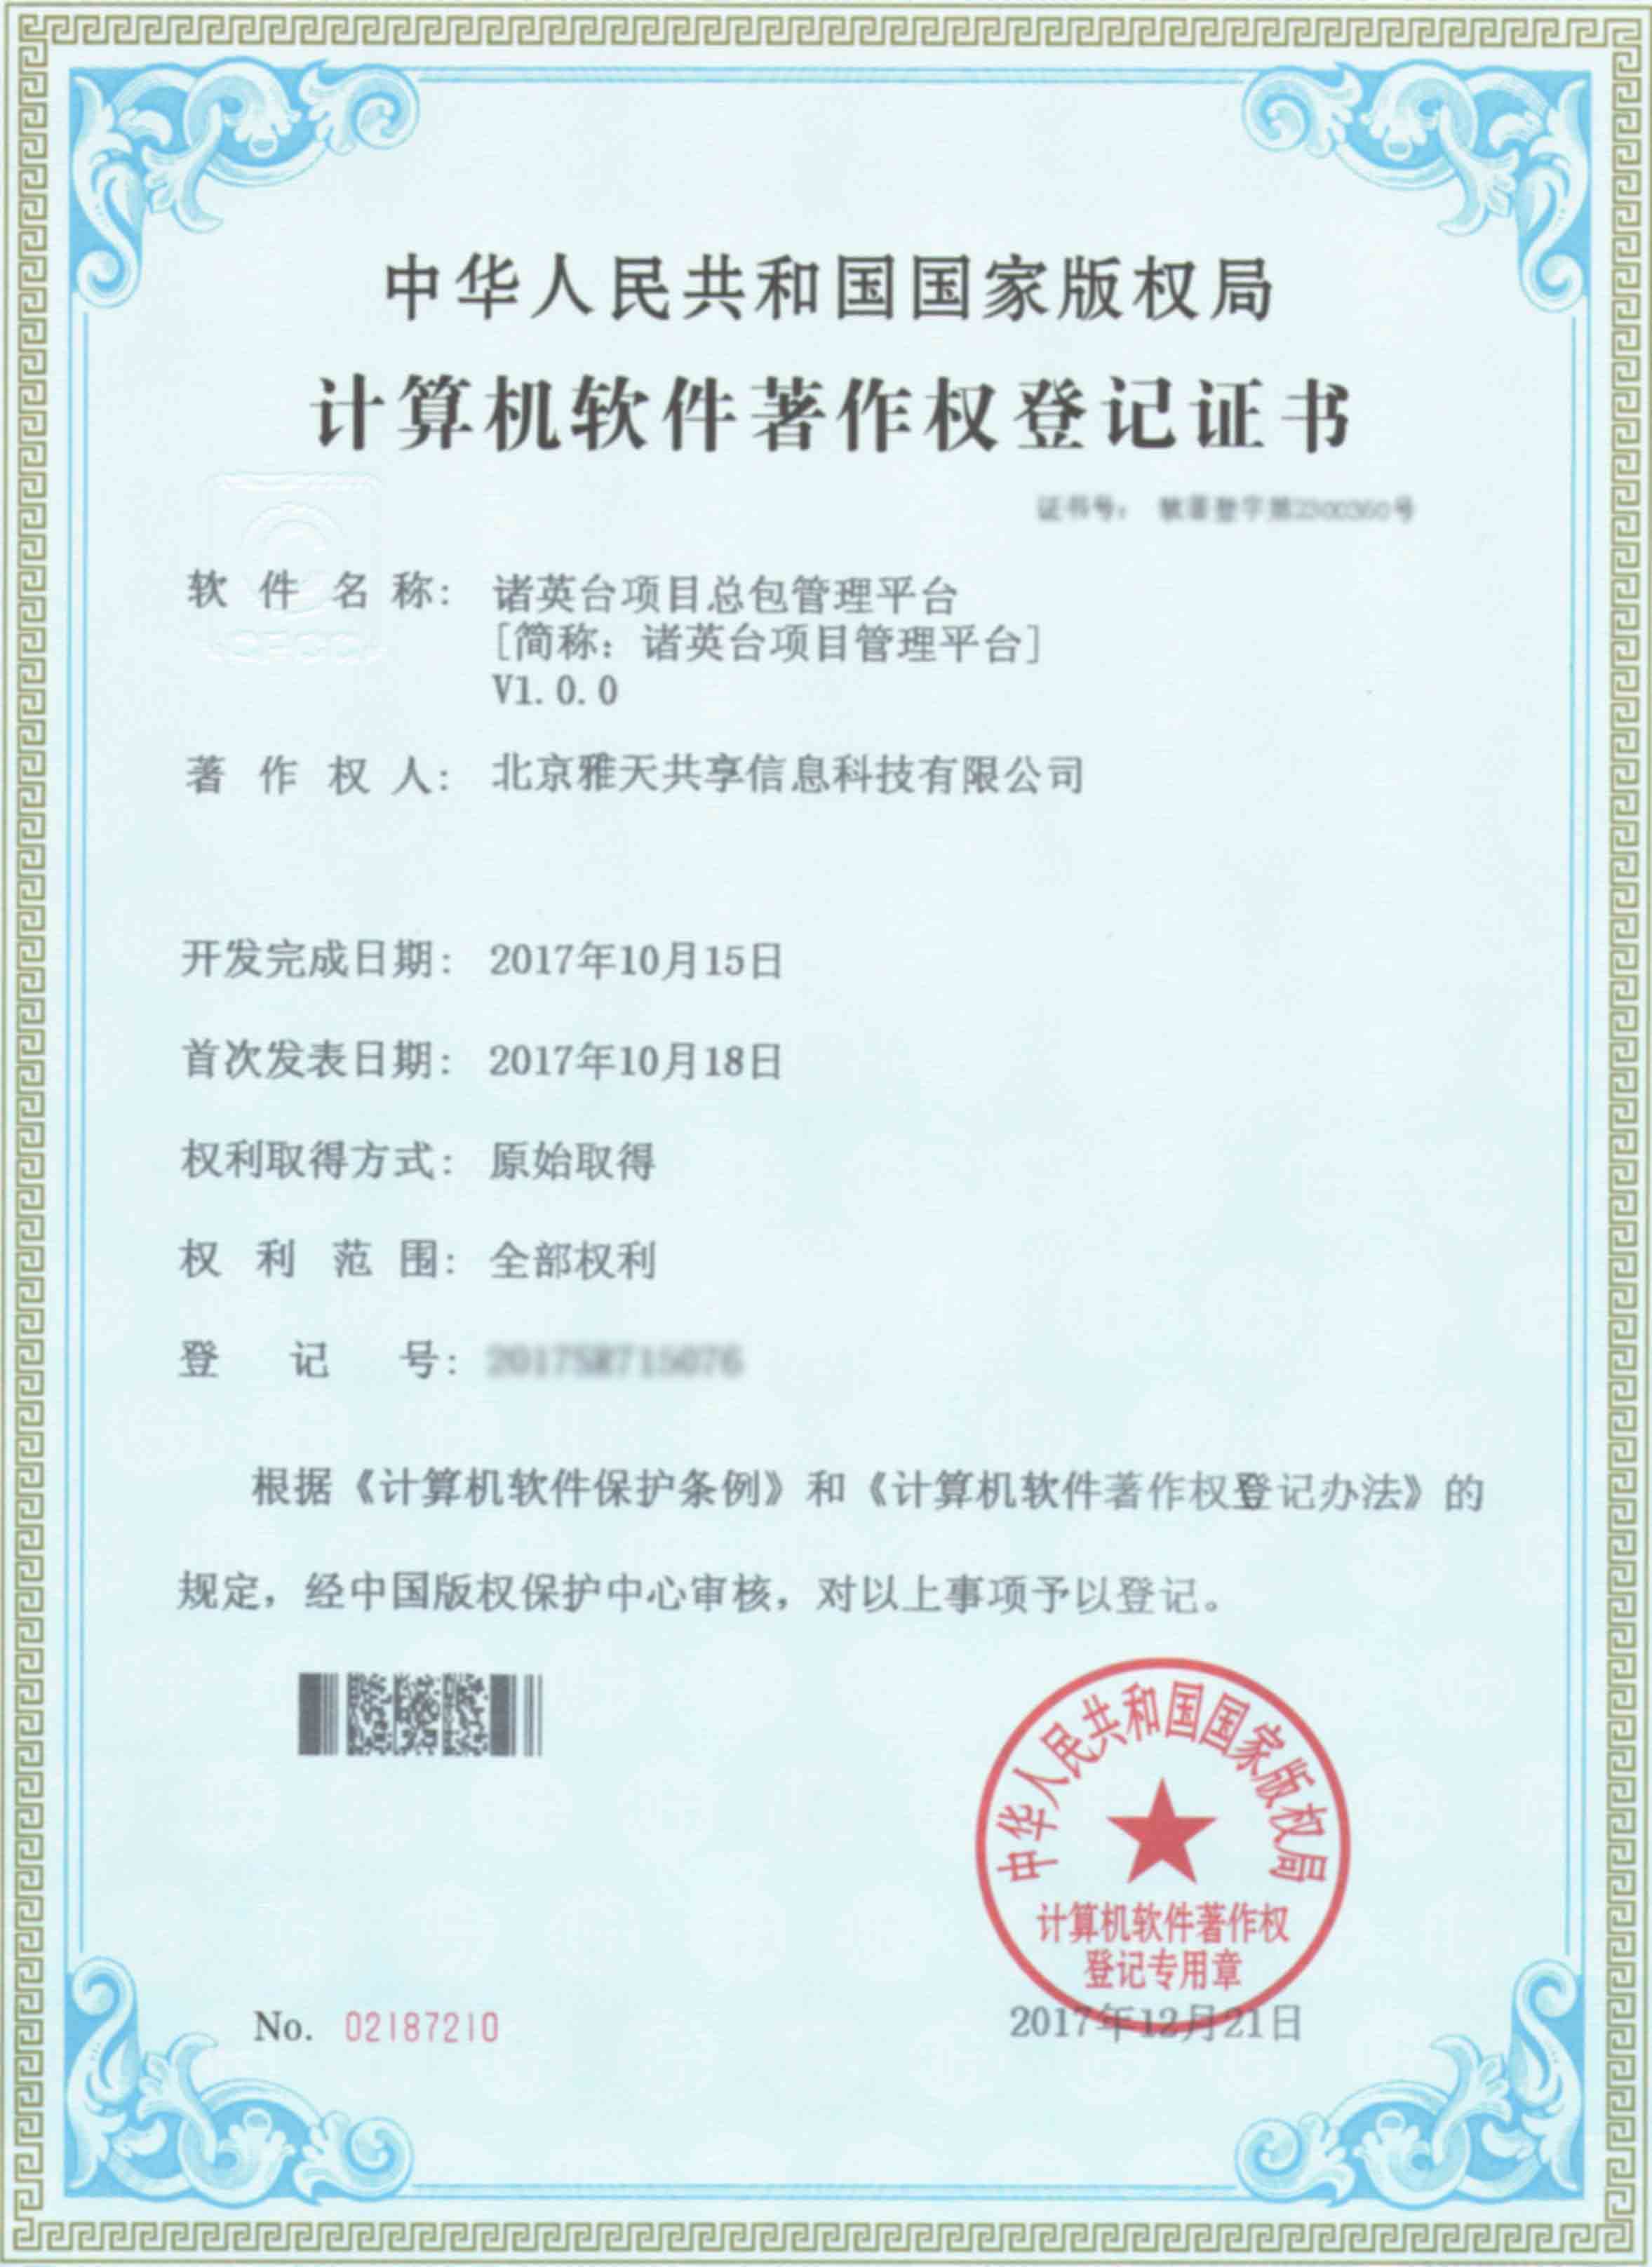 中华人民共和国国家版权局
计算机软件著作权登记证书
证书号：
软件名称： 诸英台项目总包管理平台
[简称：诸英台项目管理平台]
V1.0.0
著作权人： 北京雅天共享信息科技有限公司
开发完成日期： 2017年10月15日
首次发表日期： 2017年10月18日
权利取得方式： 原始取得
权利范围： 全部权利
登记号：
根据《计算机软件保护条例》和《计算机软件著作权登记办法》的
规定，经中国版权保护中心审核，对以上事项予以登记。
中华人民共和国国家版权局
计算机软件著作权
登记专用章
No. 02187210
2017年12月21日